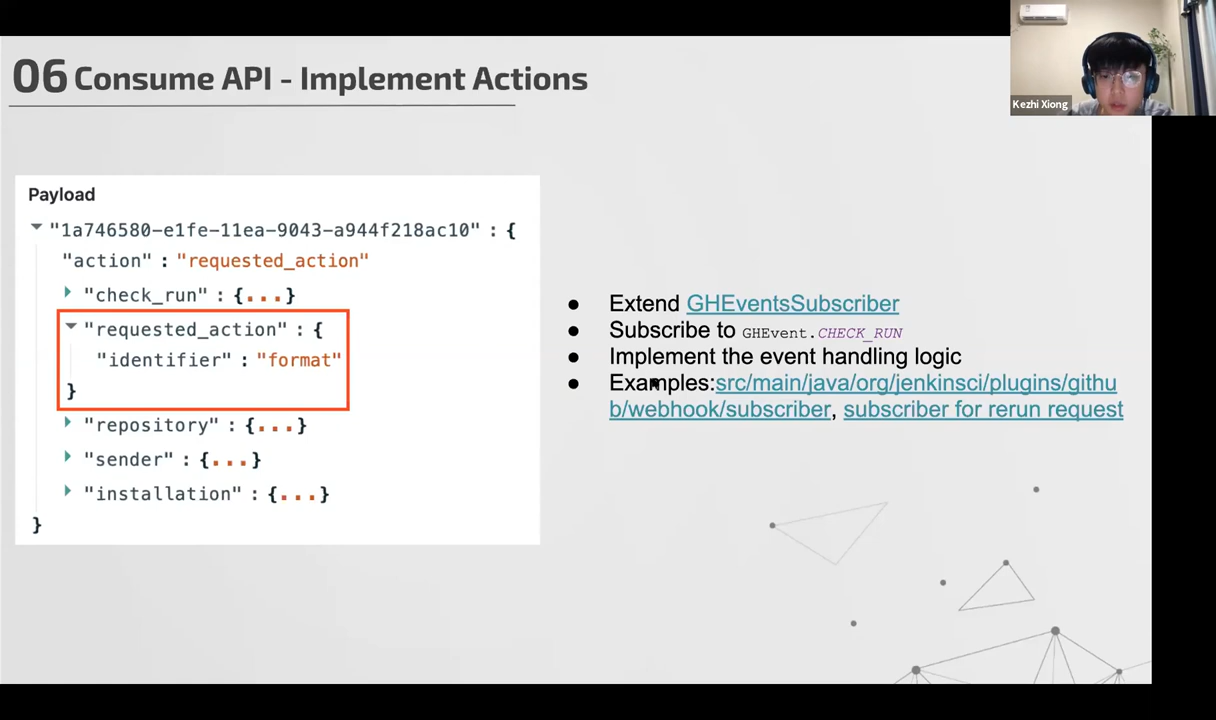 06 Consume API - Implement Actions
Kezhi Xiong
Payload
"1a746580-e1fe-11ea-9043-a944f218ac10" : {
"action" : "requested_action"
"check_run" : {...}
"requested_action" : {
"identifier" : "format"
}
"repository" : {...}
"sender" : {...}
"installation" : {...}
}
● Extend GHEventsSubscriber
● Subscribe to GHEvent.CHECK_RUN
● Implement the event handling logic
● Examples:src/main/java/org/jenkinsci/plugins/githu
b/webhook/subscriber, subscriber for rerun request